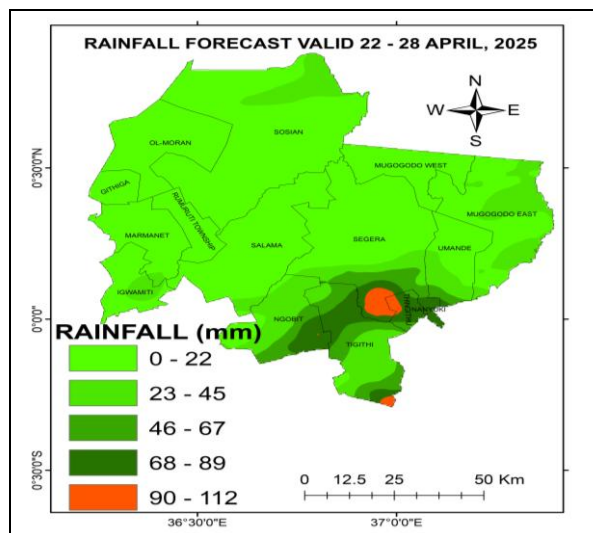 RAINFALL FORECAST VALID 22 - 28 APRIL, 2025
N
W E
S
SOSIAN
OL-MORAN
MUGOGODO WEST
GITHIGA
RUMURUTI TOWNSHIP
MUGOGODO EAST
MARMANET
SEGERA
SALAMA
UMANDE
IGWAMITI
NGOBIT
NANYUKI
TIGITHI
RAINFALL (mm)
0 - 22
23 - 45
46 - 67
68 - 89
90 - 112
0 12.5 25 50 Km
0°30'N
0°0'N
0°30'S
36°30'E
37°0'E
0°30'N
0°0'N
0°30'S